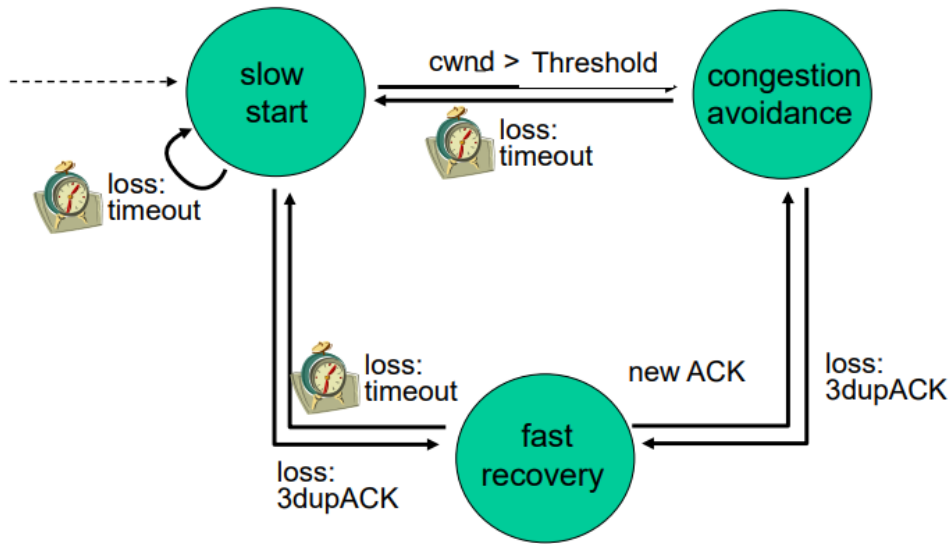 slow
start
cwnd > Threshold
congestion
avoidance
loss:
timeout
loss:
timeout
loss:
timeout
new ACK
loss:
3dupACK
fast
recovery
loss:
3dupACK